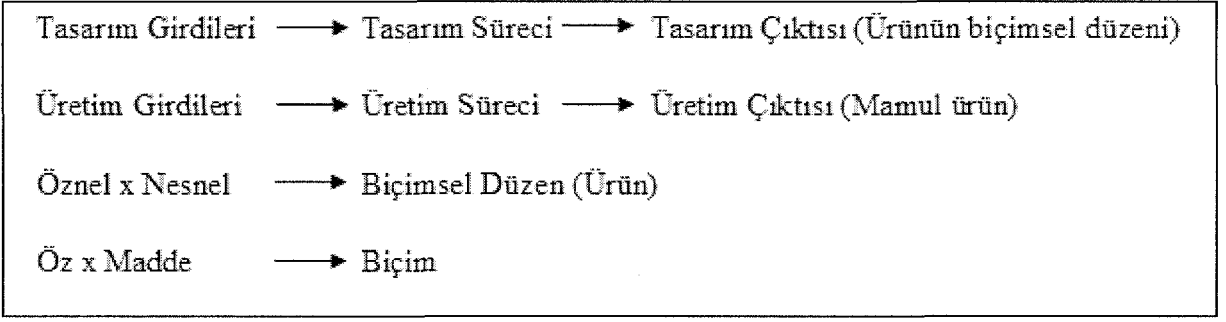 Tasarım Girdileri → Tasarım Süreci → Tasarım Çıktısı (Ürünün biçimsel düzeni)
Üretim Girdileri → Üretim Süreci → Üretim Çıktısı (Mamul ürün)
Öznel x Nesnel → Biçimsel Düzen (Ürün)
Öz x Madde → Biçim